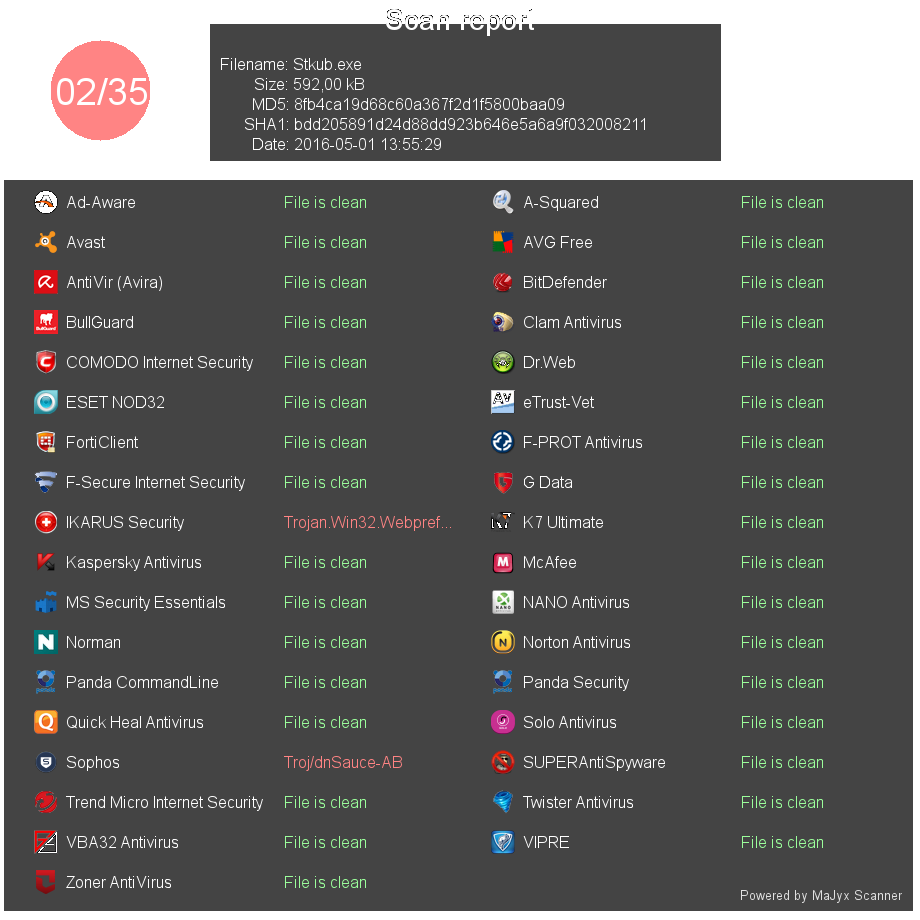 Scan report
02/35
Filename: Stkub.exe
Size: 592,00 kB
MD5: 8fb4ca19d68c60a367f2d1f5800baa09
SHA1: bdd205891d24d88dd923b646e5a6a9f032008211
Date: 2016-05-01 13:55:29
Ad-Aware File is clean A-Squared File is clean
Avast File is clean AVG Free File is clean
AntiVir (Avira) File is clean BitDefender File is clean
BullGuard File is clean Clam Antivirus File is clean
COMODO Internet Security File is clean Dr.Web File is clean
ESET NOD32 File is clean eTrust-Vet File is clean
FortiClient File is clean F-PROT Antivirus File is clean
F-Secure Internet Security File is clean G Data File is clean
IKARUS Security Trojan.Win32.Webpref... K7 Ultimate File is clean
Kaspersky Antivirus File is clean McAfee File is clean
MS Security Essentials File is clean NANO Antivirus File is clean
Norman File is clean Norton Antivirus File is clean
Panda CommandLine File is clean Panda Security File is clean
Quick Heal Antivirus File is clean Solo Antivirus File is clean
Sophos Troj/dnSauce-AB SUPERAntiSpyware File is clean
Trend Micro Internet Security File is clean Twister Antivirus File is clean
VBA32 Antivirus File is clean VIPRE File is clean
Zoner AntiVirus File is clean
Powered by MaJyx Scanner